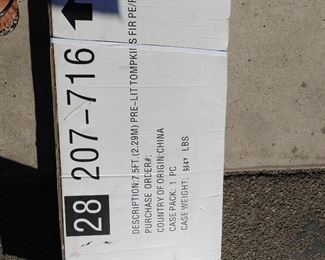 28 207-716
DESCRIPTION:7.5FT.(2.29M) PRE-LIT TOMPKINS FIR PE/P
PURCHASE ORDER#:
COUNTRY OF ORIGIN:CHINA
CASE PACK: 1 PC
CASE WEIGHT: LBS